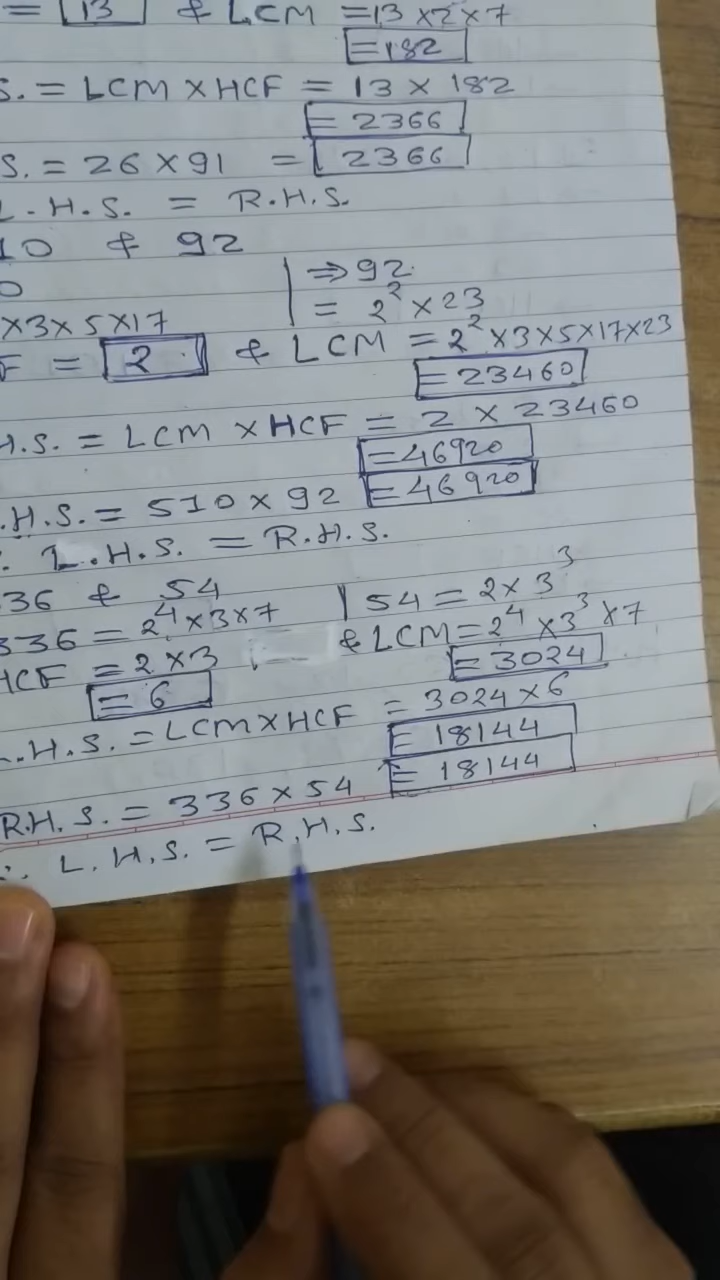 = 13 & LCM = 13 × 2 × 7
= 182
S. = LCM × HCF = 13 × 182
= 2366
S. = 26 × 91 = 2366
L.H.S. = R.H.S.
10 & 92
0 | ⇒ 92
×3×5×17 | = 2² × 23
F = 2 & LCM = 2² ×3×5×17×23
= 23460
H.S. = LCM × HCF = 2 × 23460
= 46920
.H.S. = 510 × 92 = 46920
∴ L.H.S. = R.H.S.
336 & 54 | 54 = 2 × 3³
336 = 2⁴ ×3×7
HCF = 2 × 3 & LCM = 2⁴ × 3³ × 7
= 6 = 3024
L.H.S. = LCM × HCF = 3024 × 6
= 18144
R.H.S. = 336 × 54 = 18144
∴ L.H.S. = R.H.S.